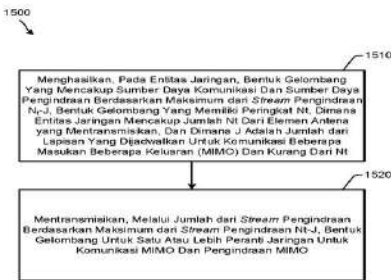 1500
1510
Menghasilkan, Pada Entitas Jaringan, Bentuk Gelombang
Yang Mencakup Sumber Daya Komunikasi Dan Sumber Daya
Pengindraan Berdasarkan Maksimum dari Stream Pengindraan
Nt-J, Bentuk Gelombang Yang Memiliki Peringkat Nt, Dimana
Entitas Jaringan Mencakup Jumlah Nt Dari Elemen Antena
yang Mentransmisikan, Dan Dimana J Adalah Jumlah dari
Lapisan Yang Dijadwalkan Untuk Komunikasi Beberapa
Masukan Beberapa Keluaran (MIMO) Dan Kurang Dari Nt
1520
Mentransmisikan, Melalui Jumlah dari Stream Pengindraan
Berdasarkan Maksimum dari Stream Pengindraan Nt-J, Bentuk
Gelombang Untuk Satu Atau Lebih Peranti Jaringan Untuk
Komunikasi MIMO Dan Pengindraan MIMO